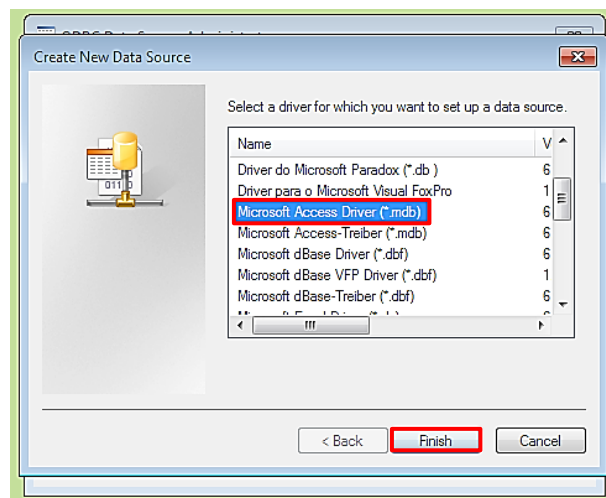 Create New Data Source
Select a driver for which you want to set up a data source.
Name V
Driver do Microsoft Paradox (*.db ) 6
Driver para o Microsoft Visual FoxPro 1
Microsoft Access Driver (*.mdb) 6
Microsoft Access-Treiber (*.mdb) 6
Microsoft dBase Driver (*.dbf) 6
Microsoft dBase VFP Driver (*.dbf) 1
Microsoft dBase-Treiber (*.dbf) 6
011
< Back Finish Cancel